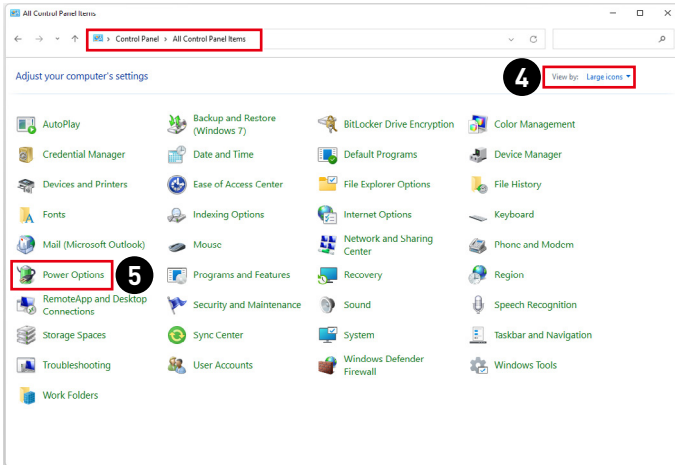 All Control Panel Items
Control Panel > All Control Panel Items
Adjust your computer's settings
4
View by: Large icons
AutoPlay
Backup and Restore
(Windows 7)
BitLocker Drive Encryption
Color Management
Credential Manager
Date and Time
Default Programs
Device Manager
Devices and Printers
Ease of Access Center
File Explorer Options
File History
Fonts
Indexing Options
Internet Options
Keyboard
Mail (Microsoft Outlook)
Mouse
Network and Sharing
Center
Phone and Modem
Power Options
5
Programs and Features
Recovery
Region
RemoteApp and Desktop
Connections
Security and Maintenance
Sound
Speech Recognition
Storage Spaces
Sync Center
System
Taskbar and Navigation
Troubleshooting
User Accounts
Windows Defender
Firewall
Windows Tools
Work Folders